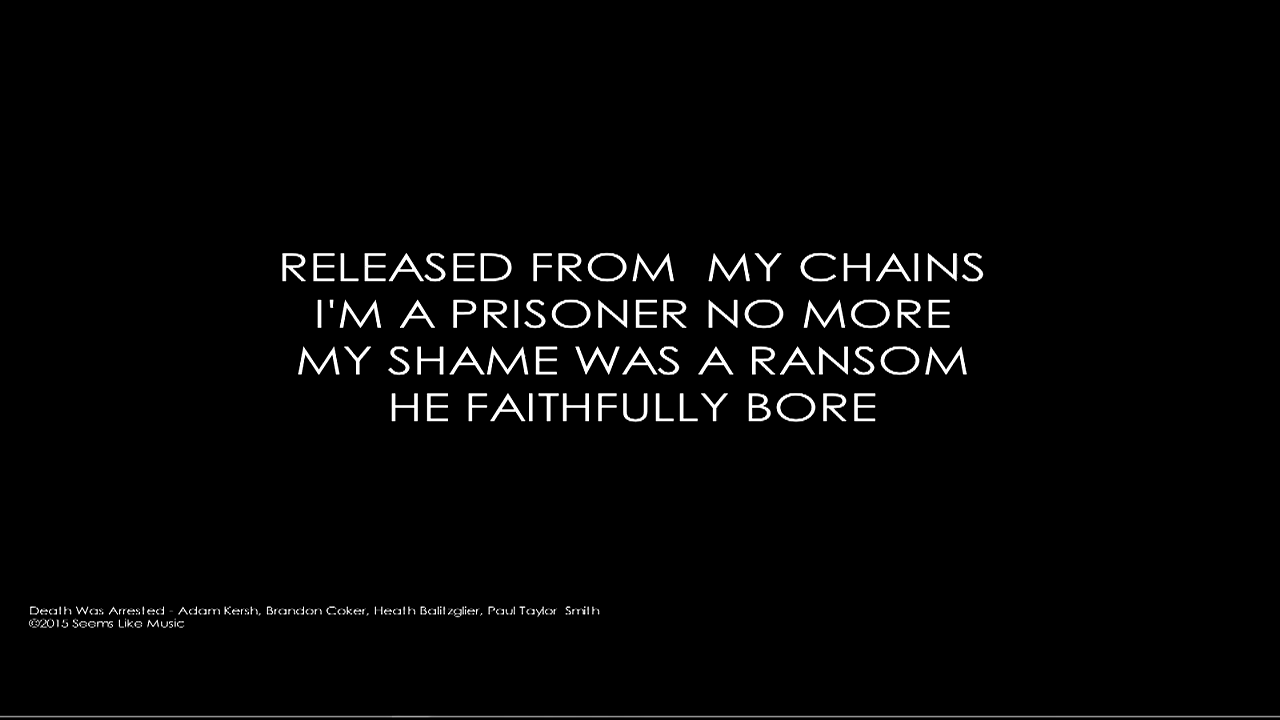 RELEASED FROM  MY CHAINS
I'M A PRISONER NO MORE
MY SHAME WAS A RANSOM
HE FAITHFULLY BORE
Death Was Arrested - Adam Kersh, Brandon Coker, Heath Balitzglier, Paul Taylor  Smith
©2015 Seems Like Music